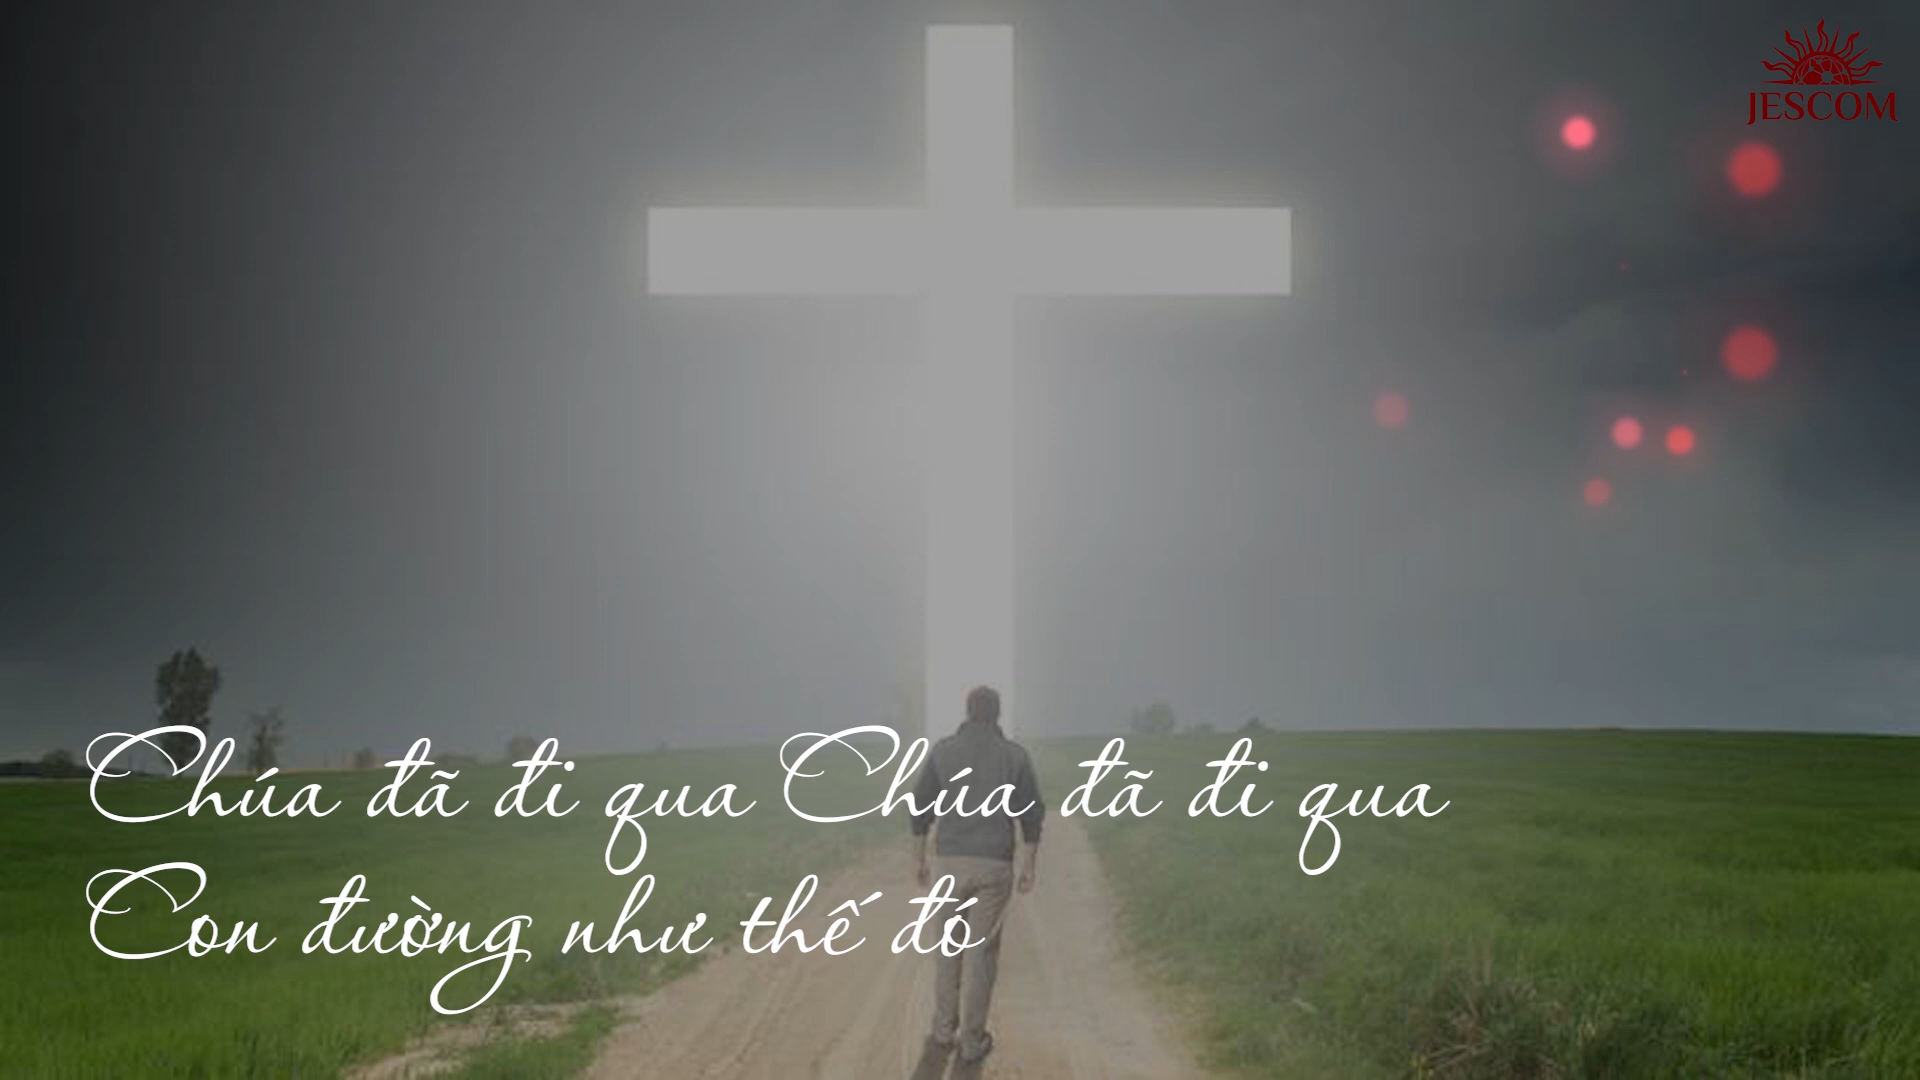 JESCOM
Chúa đã đi qua Chúa đã đi qua
Con đường như thế đó